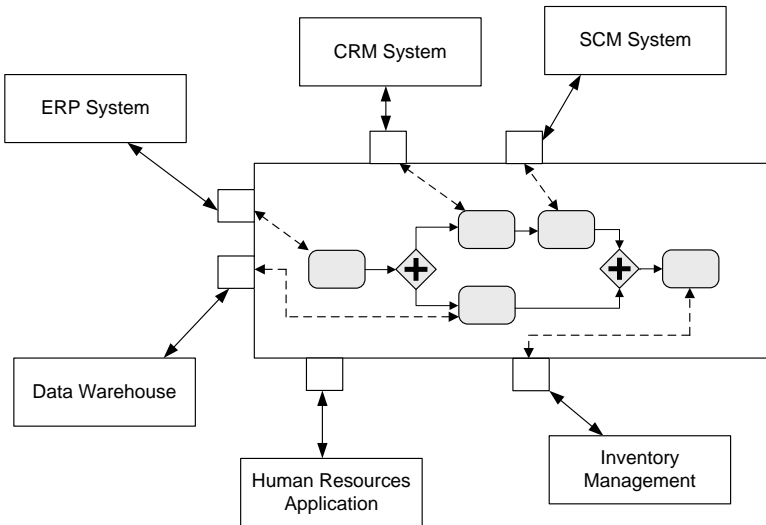 SCM System
CRM System
ERP System
Data Warehouse
Human Resources
Application
Inventory
Management